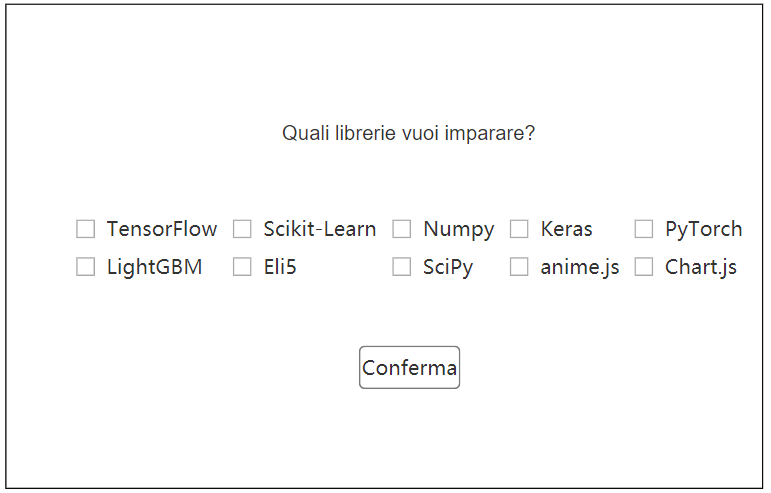 Quali librerie vuoi imparare?
TensorFlow Scikit-Learn Numpy Keras PyTorch
LightGBM Eli5 SciPy anime.js Chart.js
Conferma